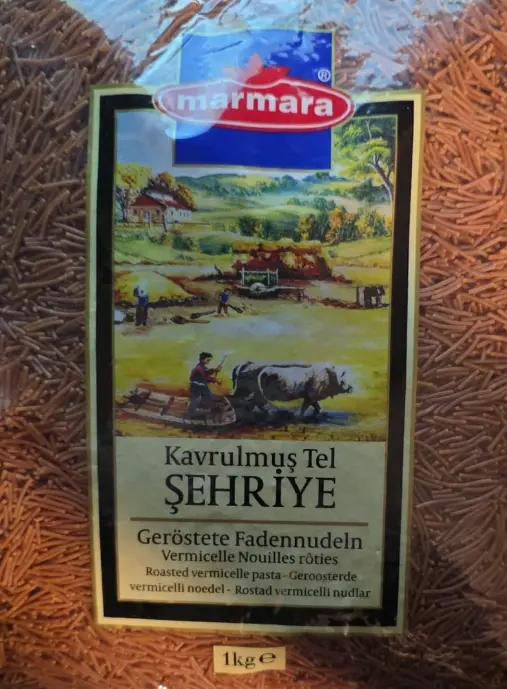 marmara®
Kavrulmuş Tel
ŞEHRİYE
Geröstete Fadennudeln
Vermicelle Nouilles rôties
Roasted vermicelle pasta - Geroosterde
vermicelli noedel - Rostad vermicelli nudlar
1kg ℮